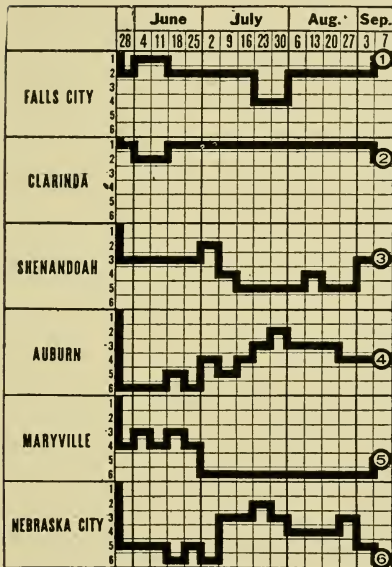 June July Aug. Sep.
28 4 11 18 25 2 9 16 23 30 6 13 20 27 3 7
FALLS CITY 1 2 3 4 5 6 ①
CLARINDA 1 2 3 4 5 6 ②
SHENANDOAH 1 2 3 4 5 6 ③
AUBURN 1 2 3 4 5 6 ④
MARYVILLE 1 2 3 4 5 6 ⑤
NEBRASKA CITY 1 2 3 4 5 6 ⑥